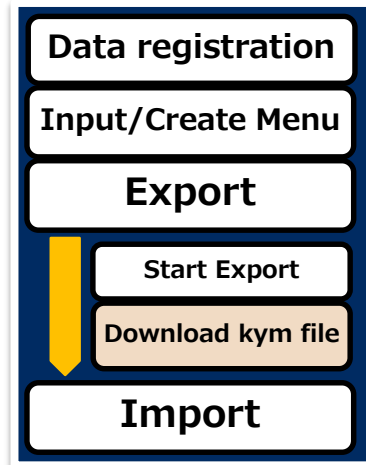 Data registration
Input/Create Menu
Export
Start Export
Download kym file
Import